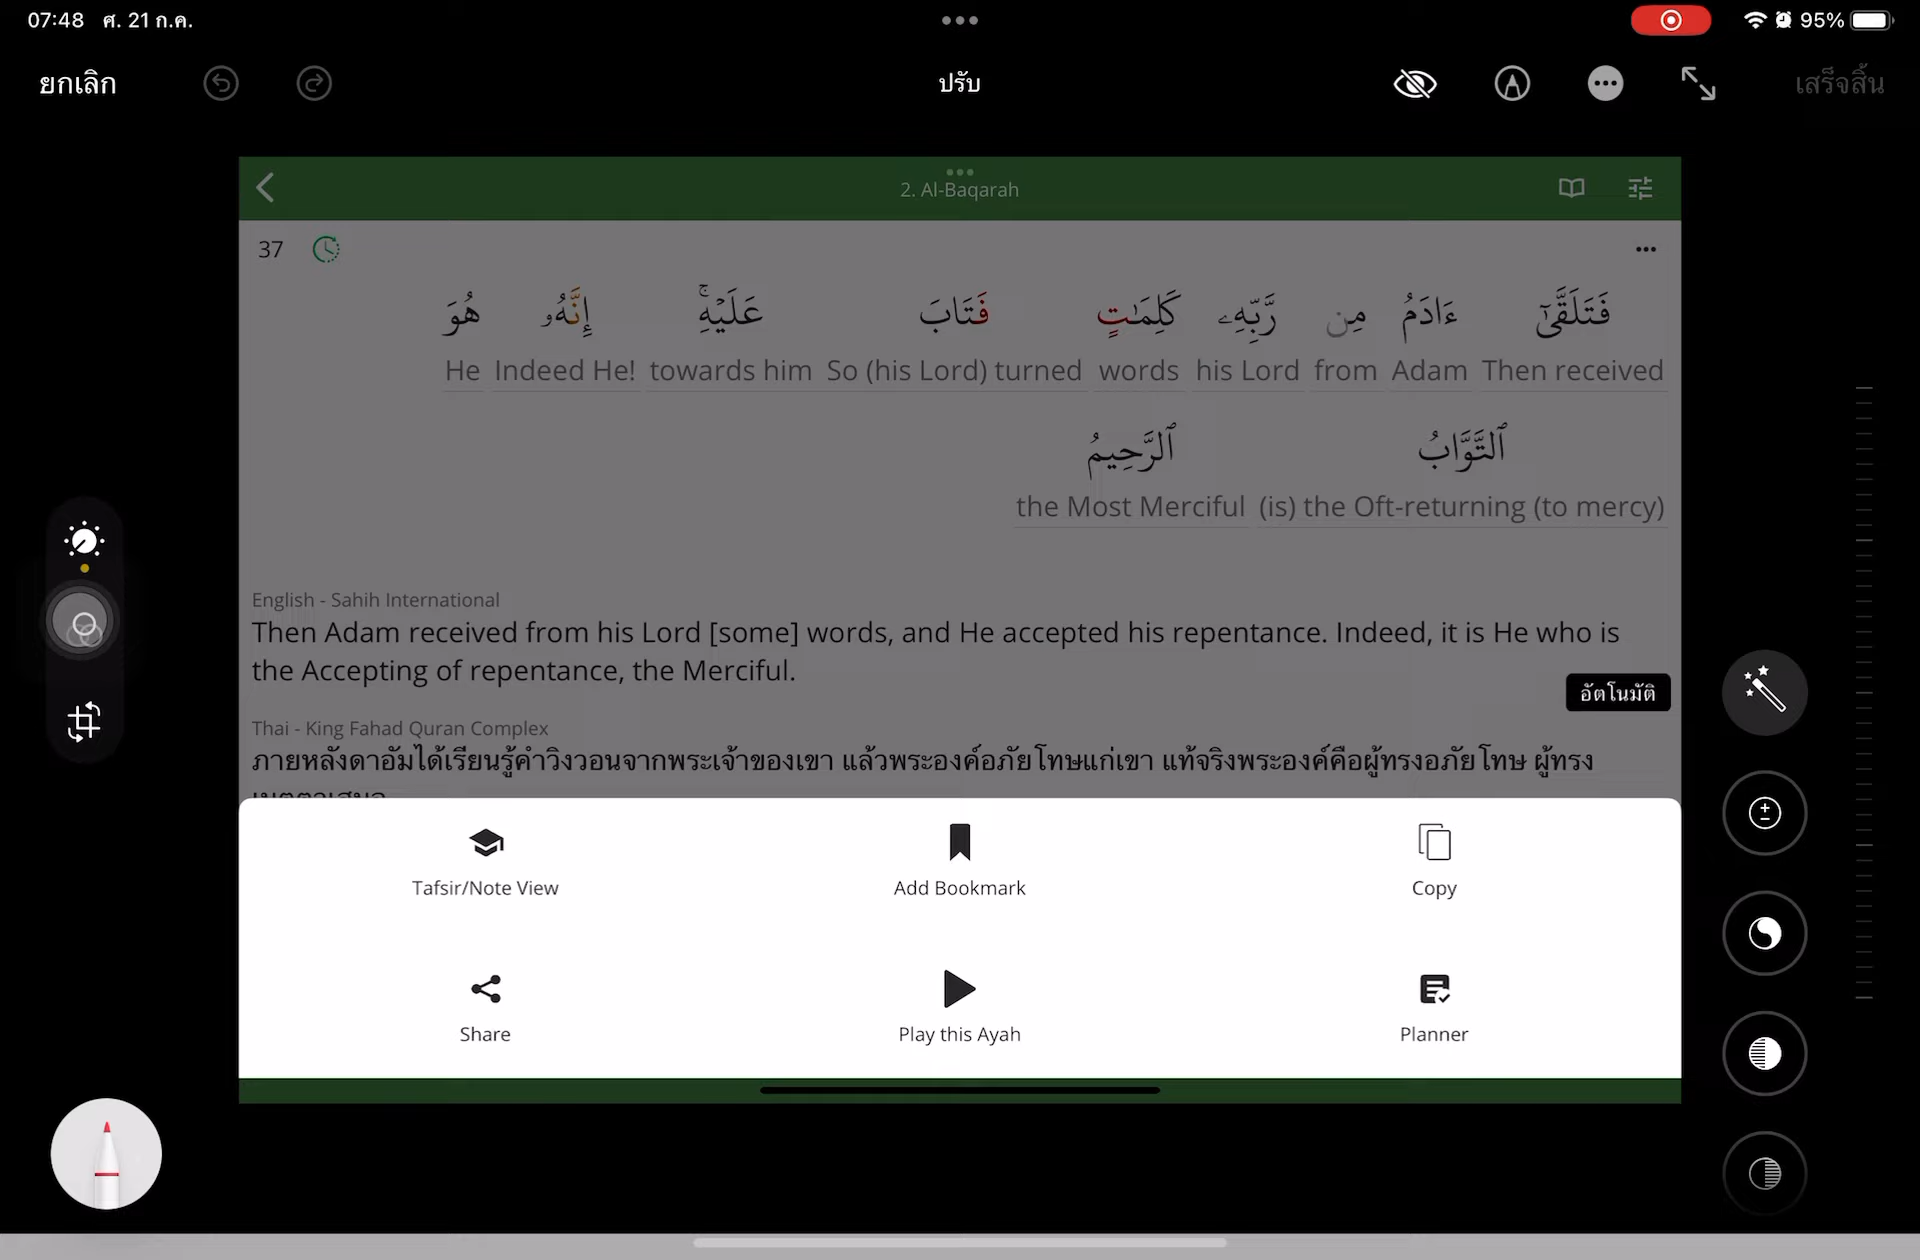 07:48 ศ. 21 ก.ค. 95%
ยกเลิก ปรับ เสร็จสิ้น
2. Al-Baqarah
37
فَتَلَقَّىٰٓ ءَادَمُ مِن رَّبِّهِۦ كَلِمَـٰتٍ فَتَابَ عَلَيْهِ ۚ إِنَّهُۥ هُوَ
He Indeed He! towards him So (his Lord) turned words his Lord from Adam Then received
ٱلتَّوَّابُ ٱلرَّحِيمُ
the Most Merciful (is) the Oft-returning (to mercy)
English - Sahih International
Then Adam received from his Lord [some] words, and He accepted his repentance. Indeed, it is He who is
the Accepting of repentance, the Merciful.
อัตโนมัติ
Thai - King Fahad Quran Complex
ภายหลังดาอัมได้เรียนรู้คำวิงวอนจากพระเจ้าของเขา แล้วพระองค์อภัยโทษแก่เขา แท้จริงพระองค์คือผู้ทรงอภัยโทษ ผู้ทรง
Tafsir/Note View Add Bookmark Copy
Share Play this Ayah Planner